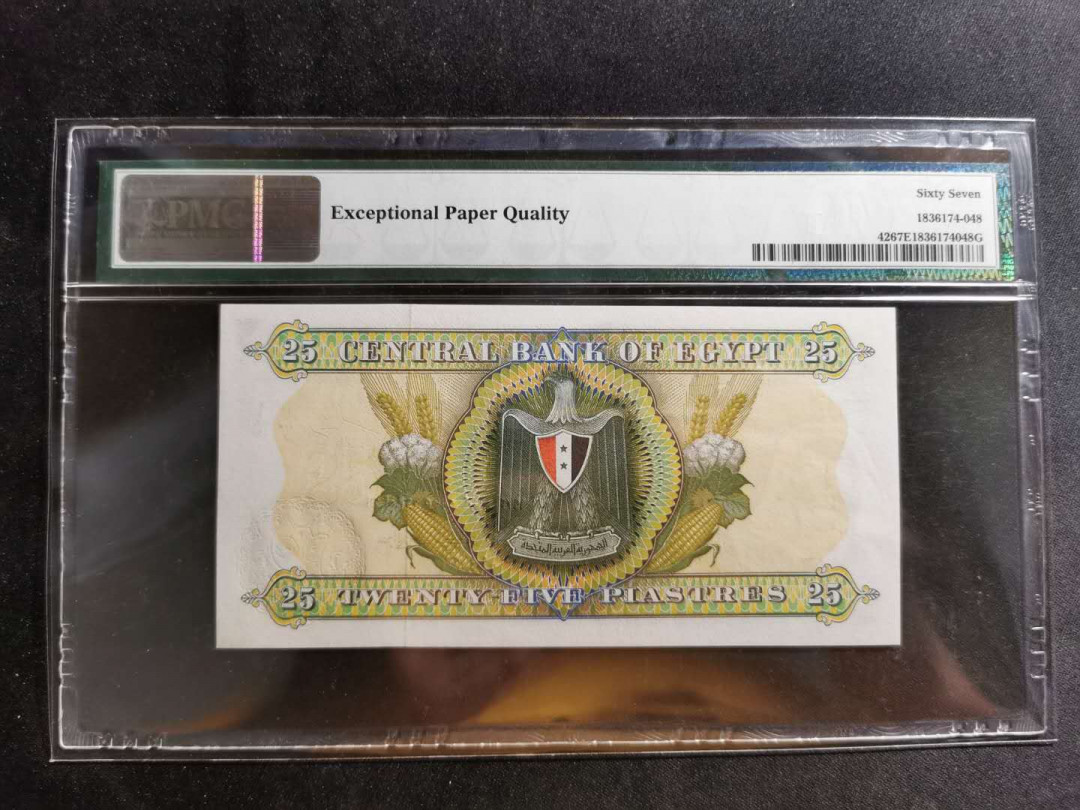 PMG
Exceptional Paper Quality
Sixty Seven
1836174-048
4267E1836174048G
25 CENTRAL BANK OF EGYPT 25
الجمهورية العربية المتحدة
25 TWENTY-FIVE PIASTRES 25